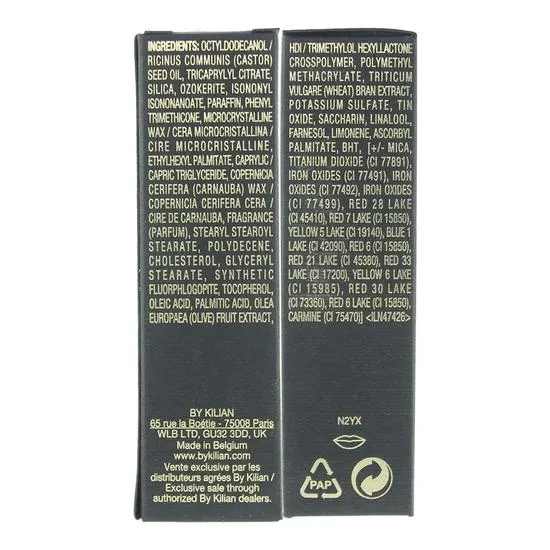 INGREDIENTS: OCTYLDODECANOL /
RICINUS COMMUNIS (CASTOR)
SEED OIL, TRICAPRYLYL CITRATE,
SILICA, OZOKERITE, ISONONYL
ISONONANOATE, PARAFFIN, PHENYL
TRIMETHICONE, MICROCRYSTALLINE
WAX / CERA MICROCRISTALLINA /
CIRE MICROCRISTALLINE,
ETHYLHEXYL PALMITATE, CAPRYLIC /
CAPRIC TRIGLYCERIDE, COPERNICIA
CERIFERA (CARNAUBA) WAX /
COPERNICIA CERIFERA CERA /
CIRE DE CARNAUBA, FRAGRANCE
(PARFUM), STEARYL STEAROYL
STEARATE, POLYDECENE,
CHOLESTEROL, GLYCERYL
STEARATE, SYNTHETIC
FLUORPHLOGOPITE, TOCOPHEROL,
OLEIC ACID, PALMITIC ACID, OLEA
EUROPAEA (OLIVE) FRUIT EXTRACT,
BY KILIAN
65 rue la Boétie - 75008 Paris
WLB LTD, GU32 3DD, UK
Made in Belgium
www.bykilian.com
Vente exclusive par les
distributeurs agréés By Kilian /
Exclusive sale through
authorized By Kilian dealers.
HDI / TRIMETHYLOL HEXYLLACTONE
CROSSPOLYMER, POLYMETHYL
METHACRYLATE, TRITICUM
VULGARE (WHEAT) BRAN EXTRACT,
POTASSIUM SULFATE, TIN
OXIDE, SACCHARIN, LINALOOL,
FARNESOL, LIMONENE, ASCORBYL
PALMITATE, BHT, [+/- MICA,
TITANIUM DIOXIDE (CI 77891),
IRON OXIDES (CI 77491), IRON
OXIDES (CI 77492), IRON OXIDES
(CI 77499), RED 28 LAKE
(CI 45410), RED 7 LAKE (CI 15850),
YELLOW 5 LAKE (CI 19140), BLUE 1
LAKE (CI 42090), RED 6 (CI 15850),
RED 21 LAKE (CI 45380), RED 33
LAKE (CI 17200), YELLOW 6 LAKE
(CI 15985), RED 30 LAKE
(CI 73360), RED 6 LAKE (CI 15850),
CARMINE (CI 75470)] <ILN47426>
N2YX
PAP